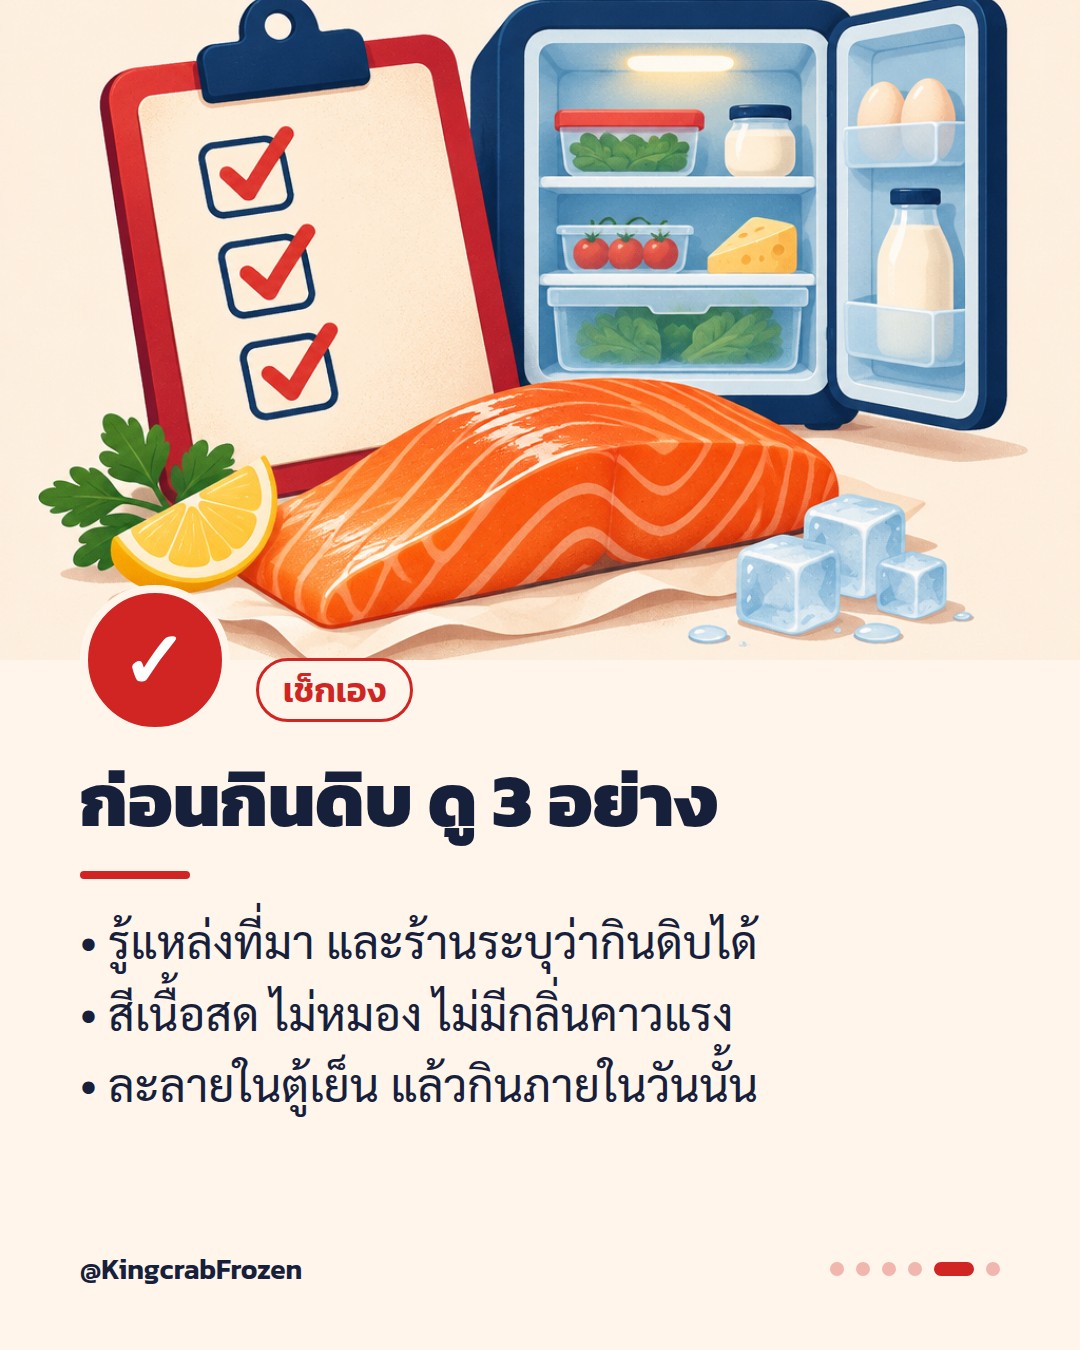 ✓
เช็กเอง
ก่อนกินดิบ ดู 3 อย่าง
• รู้แหล่งที่มา และร้านระบุว่ากินดิบได้
• สีเนื้อสด ไม่หมอง ไม่มีกลิ่นคาวแรง
• ละลายในตู้เย็น แล้วกินภายในวันนั้น
@KingcrabFrozen